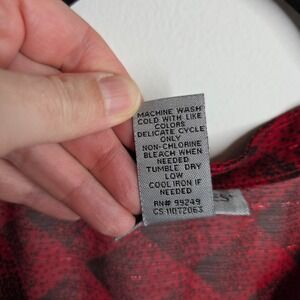 MACHINE WASH
COLD WITH LIKE
COLORS
DELICATE CYCLE
ONLY
NON-CHLORINE
BLEACH WHEN
NEEDED
TUMBLE DRY
LOW
COOL IRON IF
NEEDED
RN# 99249
GS 11072063